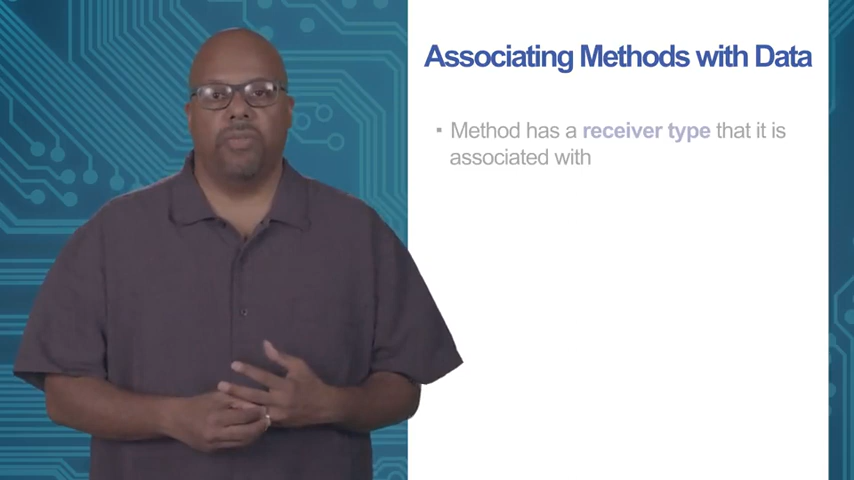 Associating Methods with Data
▪ Method has a receiver type that it is
associated with